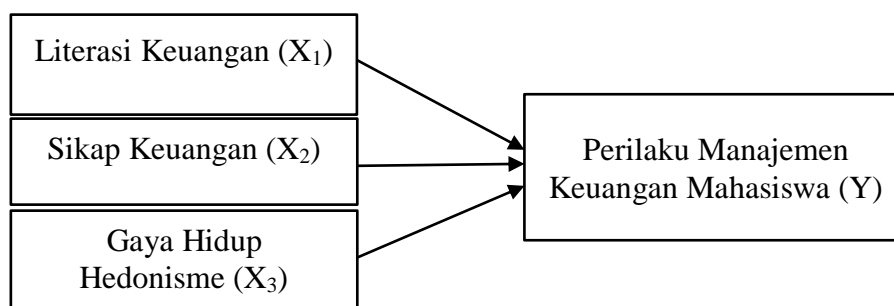 Literasi Keuangan (X₁)
Sikap Keuangan (X₂)
Gaya Hidup
Hedonisme (X₃)
Perilaku Manajemen
Keuangan Mahasiswa (Y)